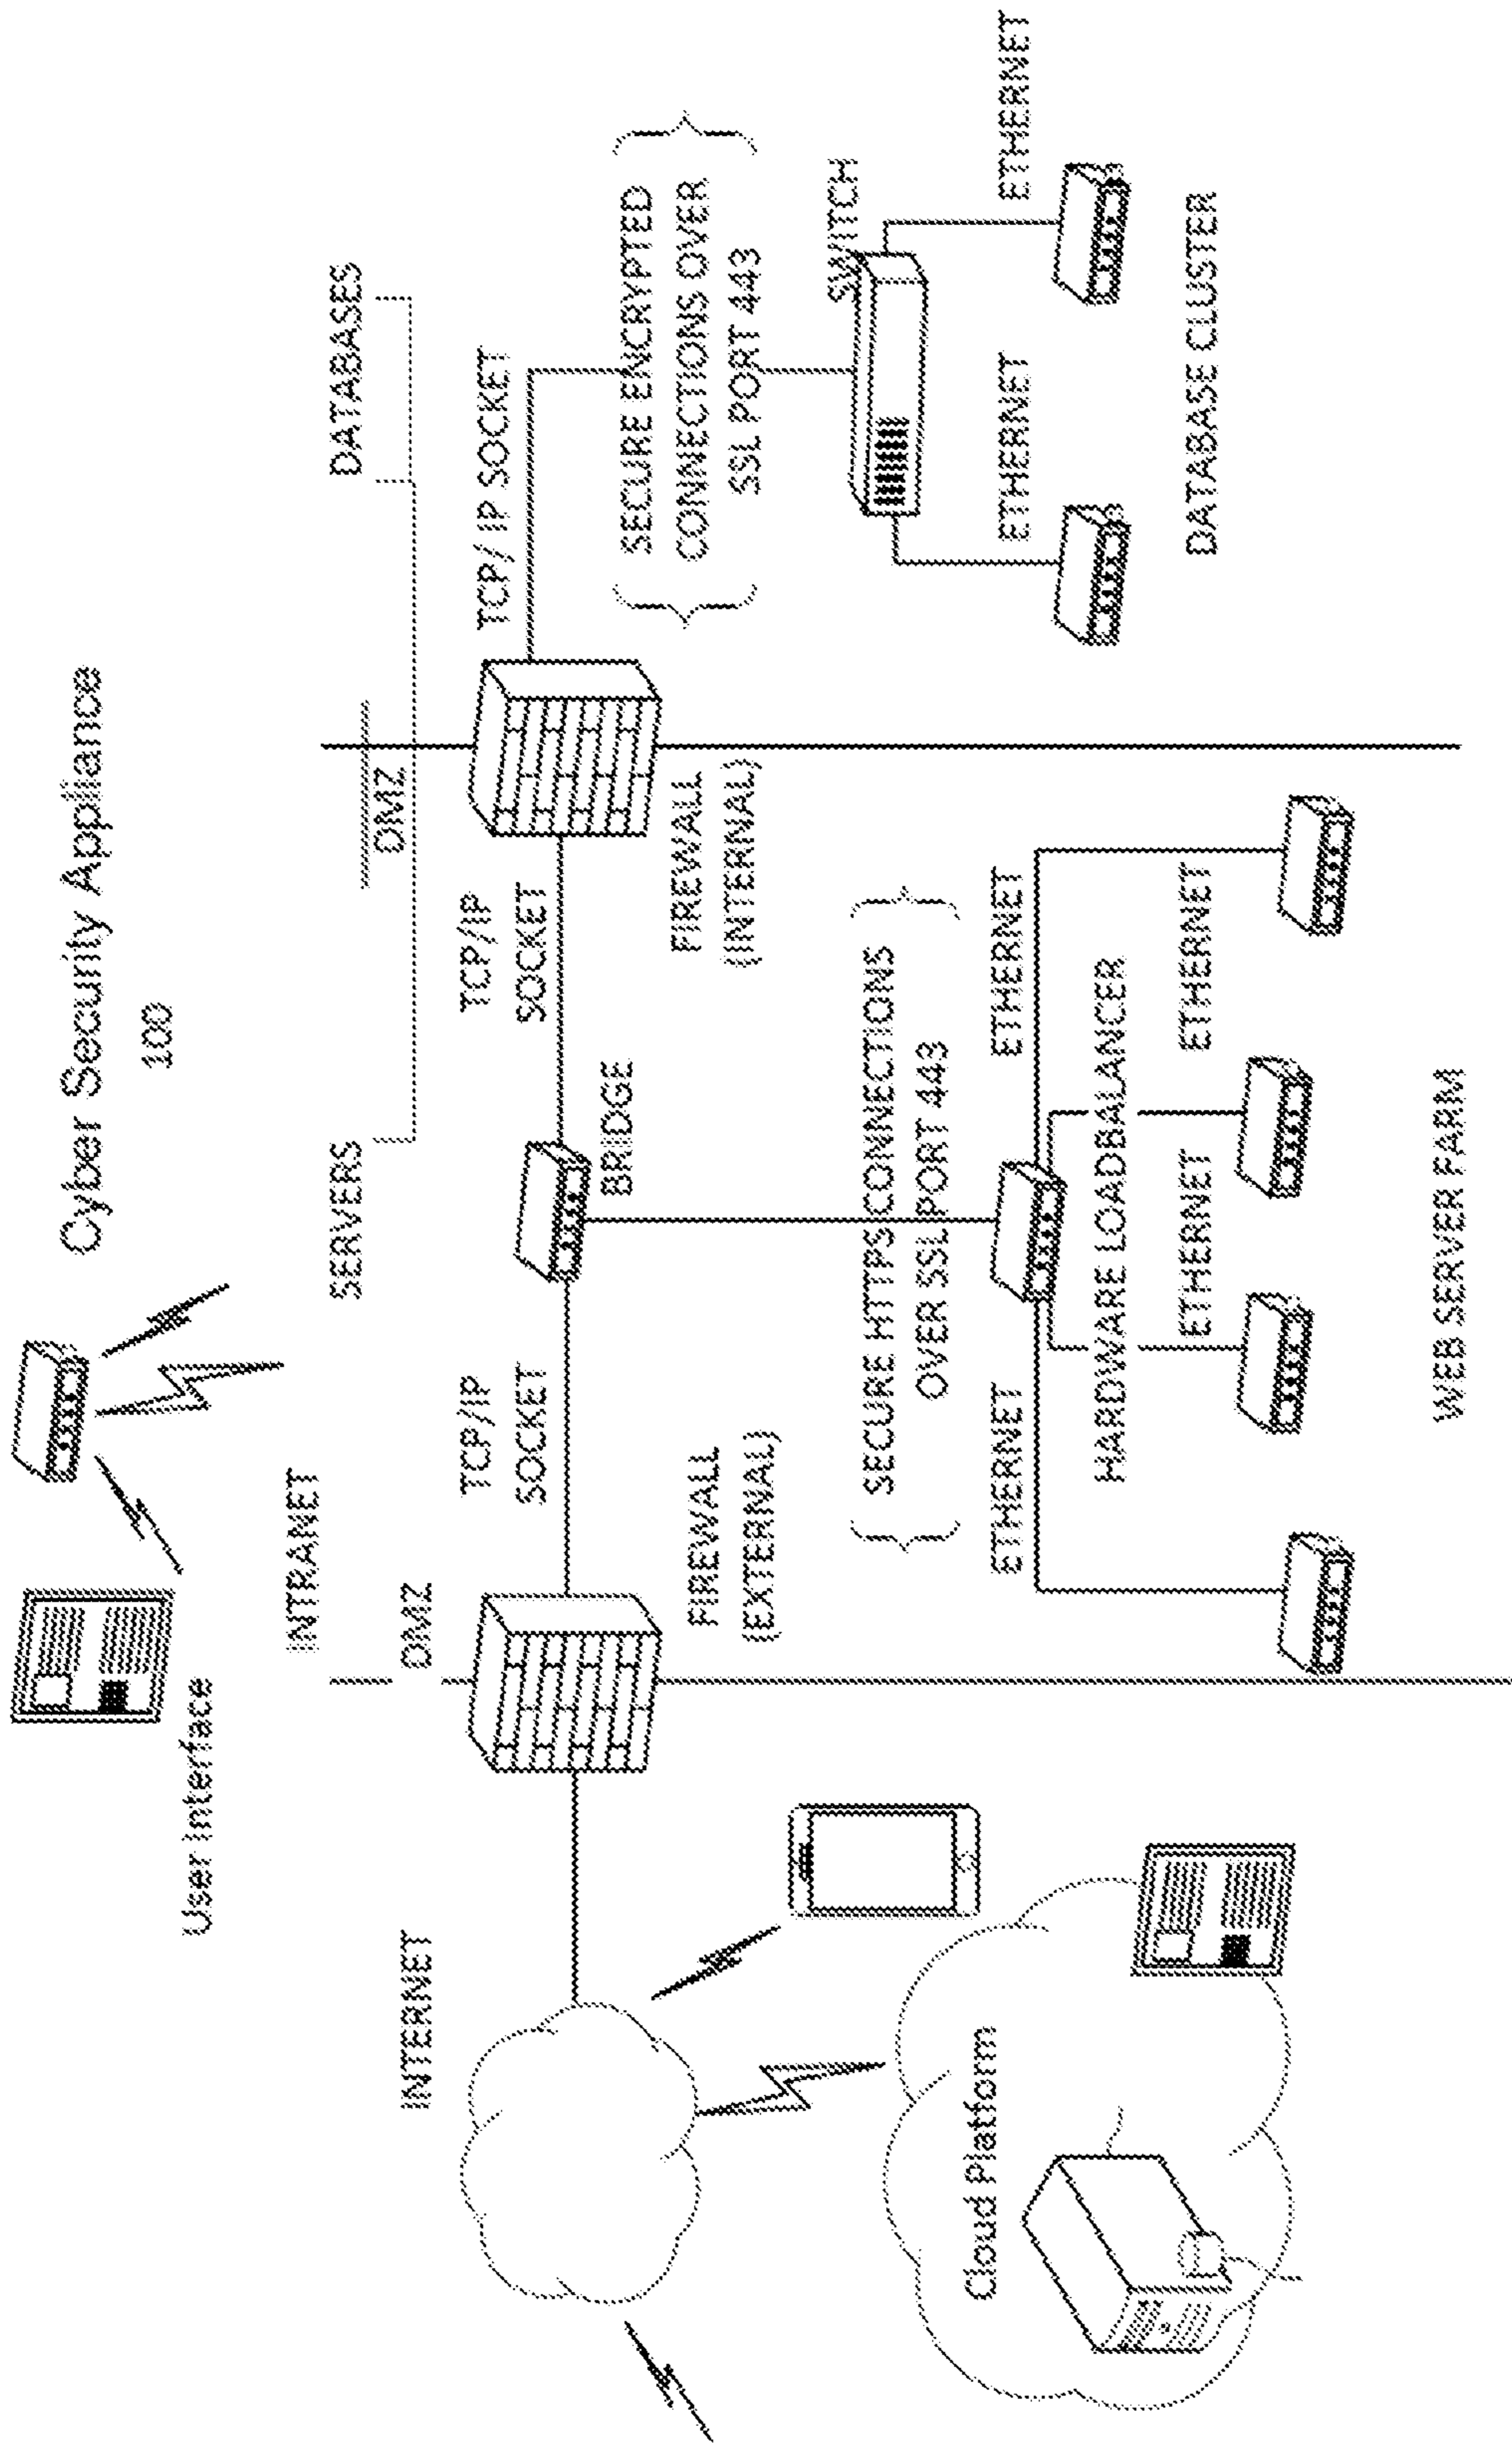 Cyber Security Appliance
100
User Interface
INTRANET
SERVERS
DATABASES
DMZ
DMZ
INTERNET
TCP/IP
SOCKET
TCP/IP
SOCKET
TCP/ IP SOCKET
BRIDGE
FIREWALL
(EXTERNAL)
FIREWALL
(INTERNAL)
SECURE ENCRYPTED
CONNECTIONS OVER
SSL PORT 443
SWITCH
SECURE HTTPS CONNECTIONS
OVER SSL PORT 443
Cloud Platform
ETHERNET
ETHERNET
ETHERNET
ETHERNET
HARDWARE LOADBALANCER
ETHERNET
ETHERNET
DATABASE CLUSTER
WEB SERVER FARM